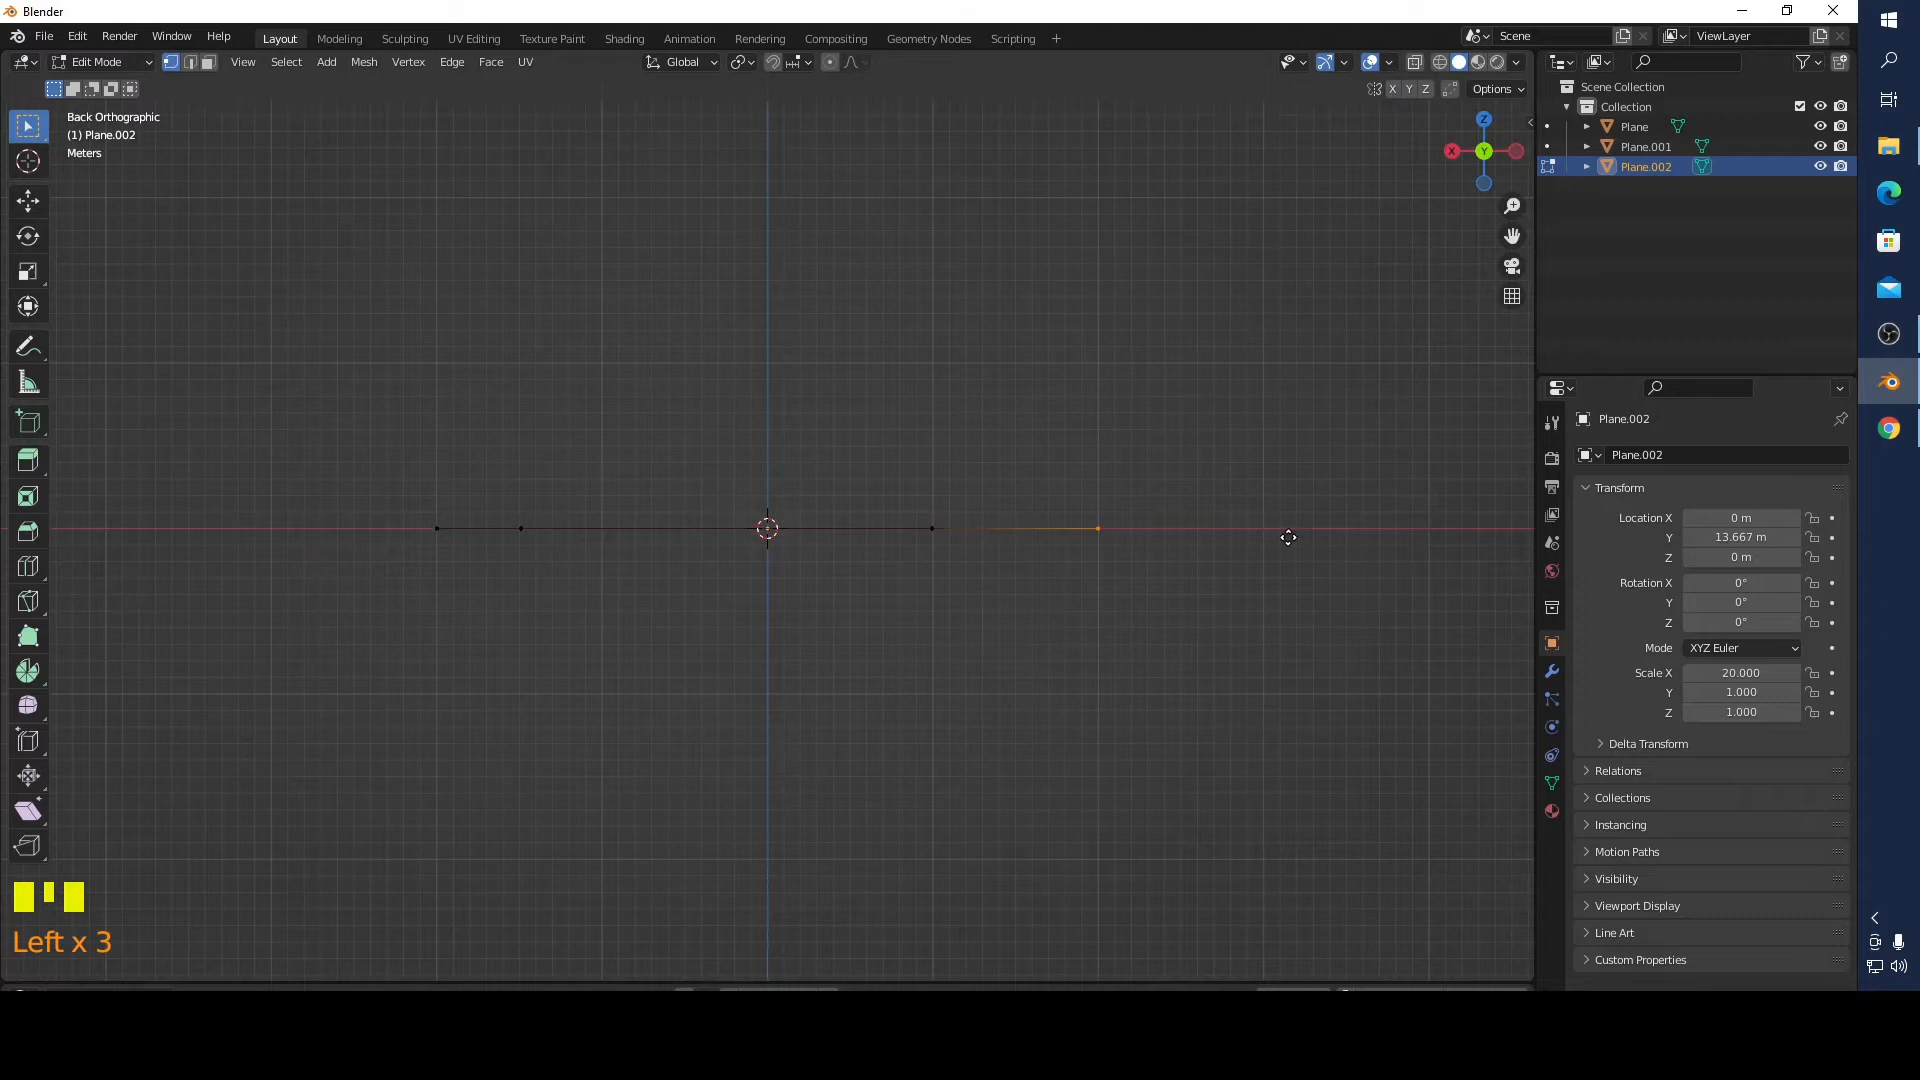 Blender
File Edit Render Window Help
Layout Modeling Sculpting UV Editing Texture Paint Shading Animation Rendering Compositing Geometry Nodes Scripting +
Scene
ViewLayer
Edit Mode View Select Add Mesh Vertex Edge Face UV
Global
X Y Z Options
Back Orthographic
(1) Plane.002
Meters
Z
X
Y
Scene Collection
Collection
Plane
Plane.001
Plane.002
Plane.002
Plane.002
Transform
Location X 0 m
Y 13.667 m
Z 0 m
Rotation X 0°
Y 0°
Z 0°
Mode XYZ Euler
Scale X 20.000
Y 1.000
Z 1.000
Delta Transform
Relations
Collections
Instancing
Motion Paths
Visibility
Viewport Display
Line Art
Custom Properties
Left x 3